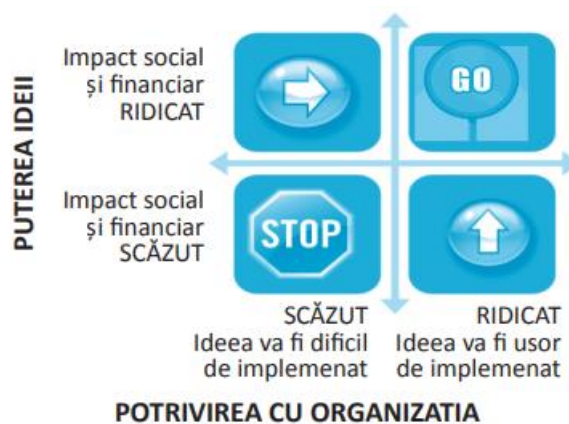 PUTEREA IDEII
Impact social
și financiar
RIDICAT
GO
Impact social
și financiar
SCĂZUT
STOP
SCĂZUT
Ideea va fi dificil
de implemenat
RIDICAT
Ideea va fi usor
de implemenat
POTRIVIREA CU ORGANIZATIA